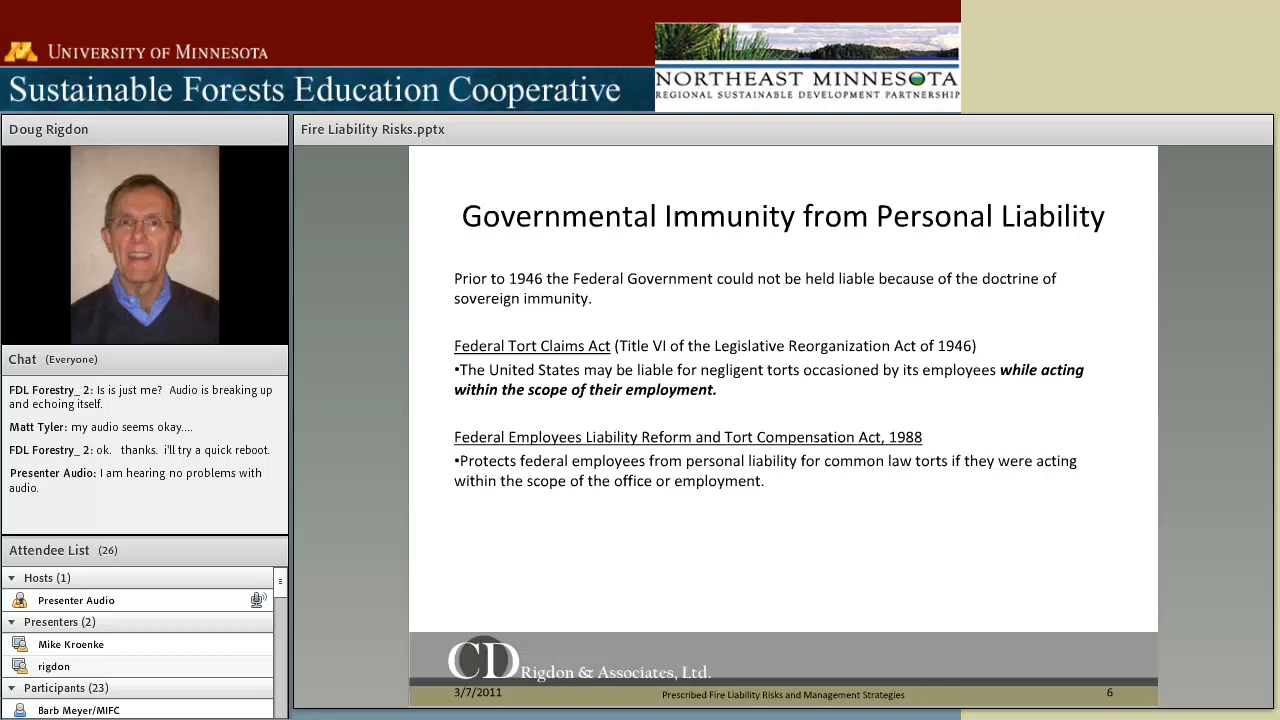 UNIVERSITY OF MINNESOTA
Sustainable Forests Education Cooperative
NORTHEAST MINNESOTA
REGIONAL SUSTAINABLE DEVELOPMENT PARTNERSHIP
Doug Rigdon
Chat (Everyone)
FDL Forestry_ 2: Is is just me?  Audio is breaking up
and echoing itself.
Matt Tyler: my audio seems okay....
FDL Forestry_ 2: ok.  thanks.  i'll try a quick reboot.
Presenter Audio: I am hearing no problems with
audio.
Attendee List (26)
Hosts (1)
Presenter Audio
Presenters (2)
Mike Kroenke
rigdon
Participants (23)
Barb Meyer/MIFC
Fire Liability Risks.pptx
Governmental Immunity from Personal Liability
Prior to 1946 the Federal Government could not be held liable because of the doctrine of
sovereign immunity.
Federal Tort Claims Act (Title VI of the Legislative Reorganization Act of 1946)
•The United States may be liable for negligent torts occasioned by its employees while acting
within the scope of their employment.
Federal Employees Liability Reform and Tort Compensation Act, 1988
•Protects federal employees from personal liability for common law torts if they were acting
within the scope of the office or employment.
CD Rigdon & Associates, Ltd.
3/7/2011
Prescribed Fire Liability Risks and Management Strategies
6